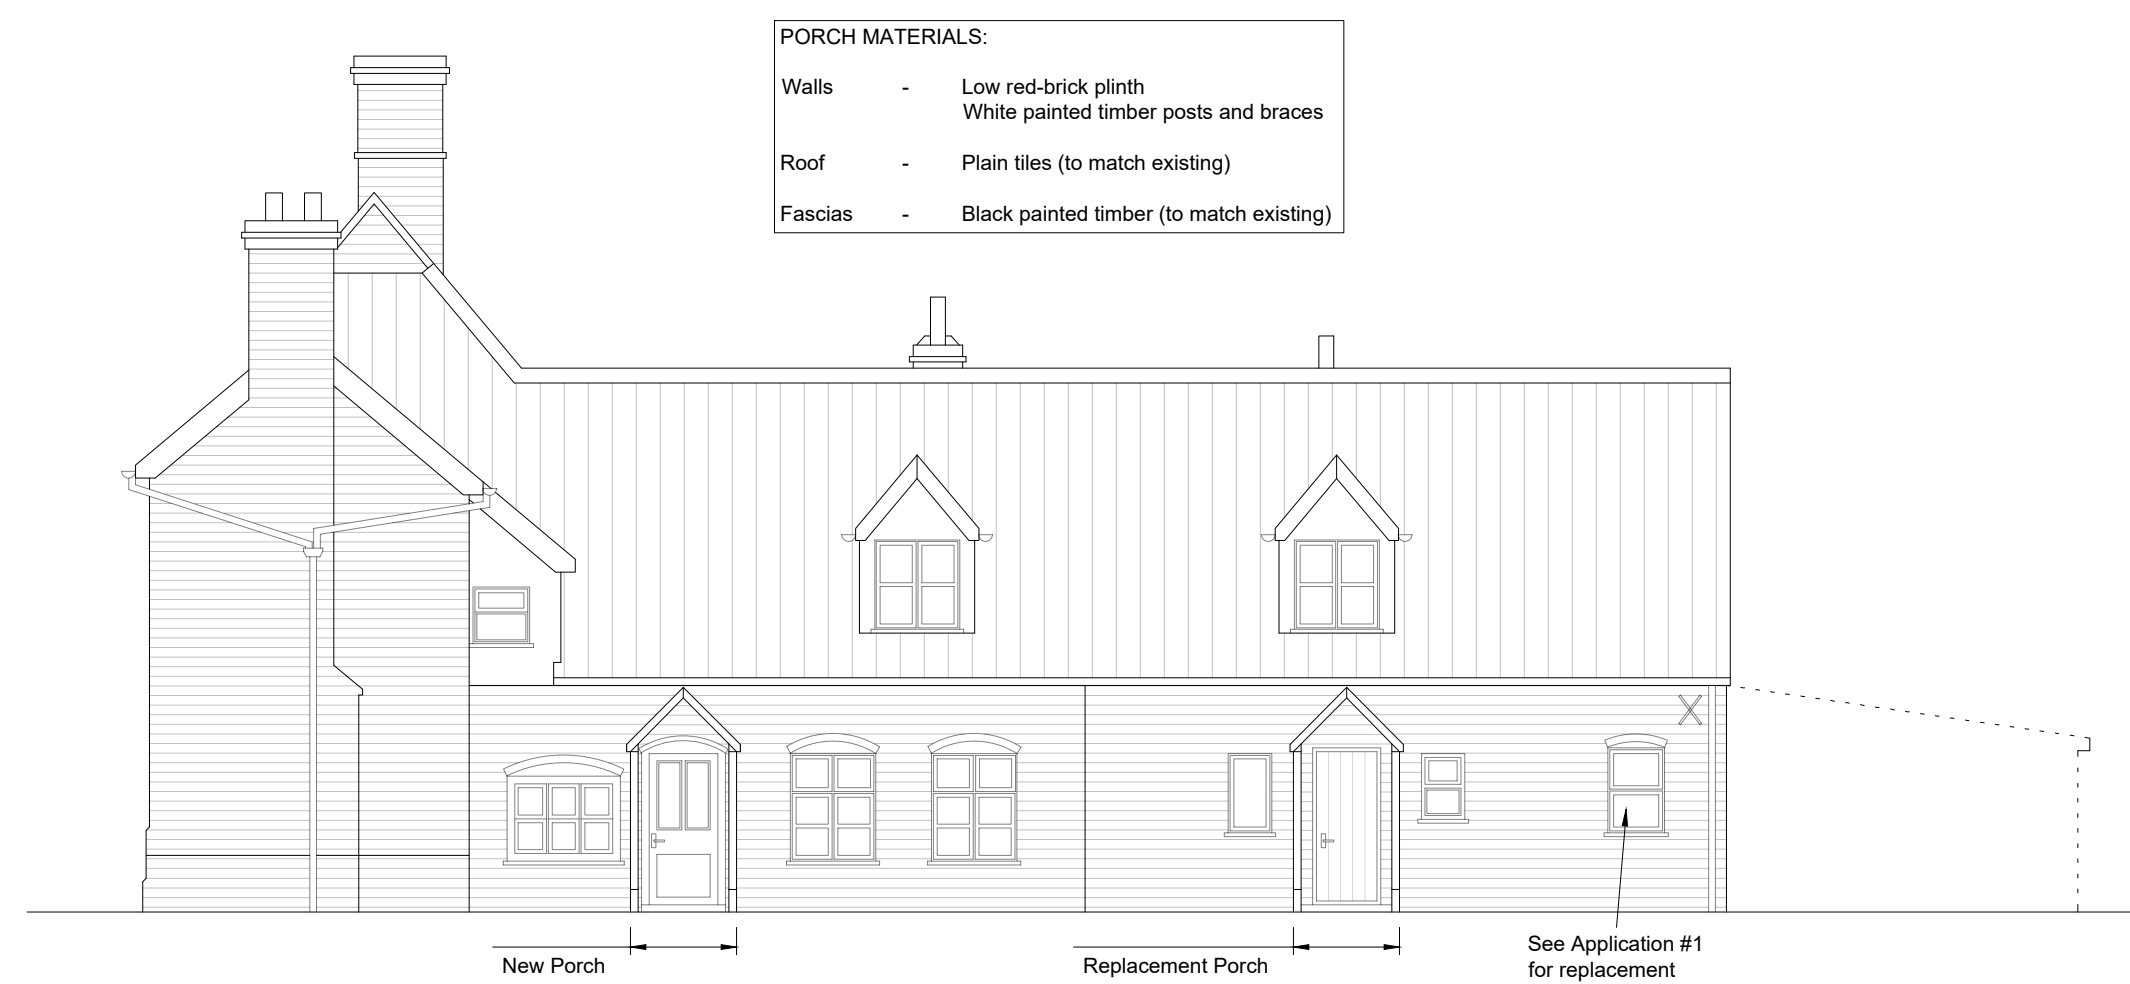 PORCH MATERIALS:
Walls - Low red-brick plinth
White painted timber posts and braces
Roof - Plain tiles (to match existing)
Fascias - Black painted timber (to match existing)
New Porch
Replacement Porch
See Application #1
for replacement